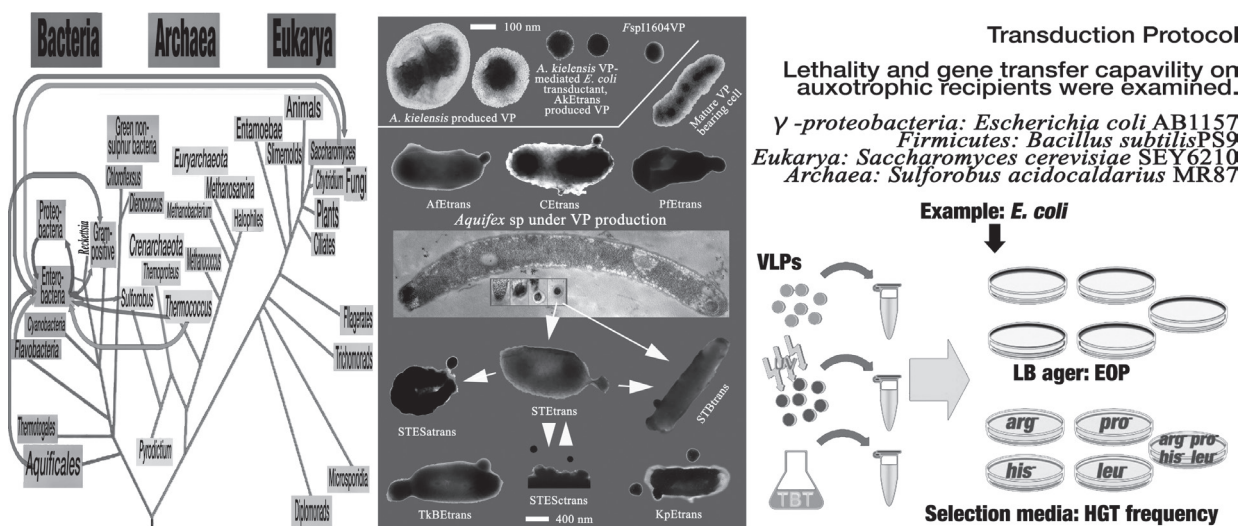 Bacteria
Archaea
Eukarya
Animals
Entamoebae
Slimemolds
Saccharomyces
Green non-
sulphur bacteria
Euryarchaeota
Chloroflexus
Methanosarcina
Chytridium
Fungi
Dienococcus
Methanobacterium
Halophiles
Plants
Proteo-
bacteria
Gram-
positive
Crenarchaeota
Ciliates
Thermoproteus
Methanococcus
Entero-
bacteria
Sulforobus
Thermococcus
Cyanobacteria
Flagerates
Flavobacteria
Trichomonads
Thermotogales
Aquificales
Pyrodictium
Microsporidia
Diplomonads
100 nm
FspI1604VP
A. kielensis VP-
mediated E. coli
transductant,
AkEtrans
produced VP
A. kielensis produced VP
Mature VP
bearing cell
AfEtrans
CEtrans
PfEtrans
Aquifex sp under VP production
STEtrans
STESatrans
STBtrans
TkBEtrans
STESctrans
KpEtrans
400 nm
Transduction Protocol
Lethality and gene transfer capavility on
auxotrophic recipients were examined.
γ -proteobacteria: Escherichia coli AB1157
Firmicutes: Bacillus subtilisPS9
Eukarya: Saccharomyces cerevisiae SEY6210
Archaea: Sulforobus acidocaldarius MR87
Example: E. coli
VLPs
UV
TBT
LB ager: EOP
arg-
pro-
his-
leu-
arg- pro-
his- leu-
Selection media: HGT frequency